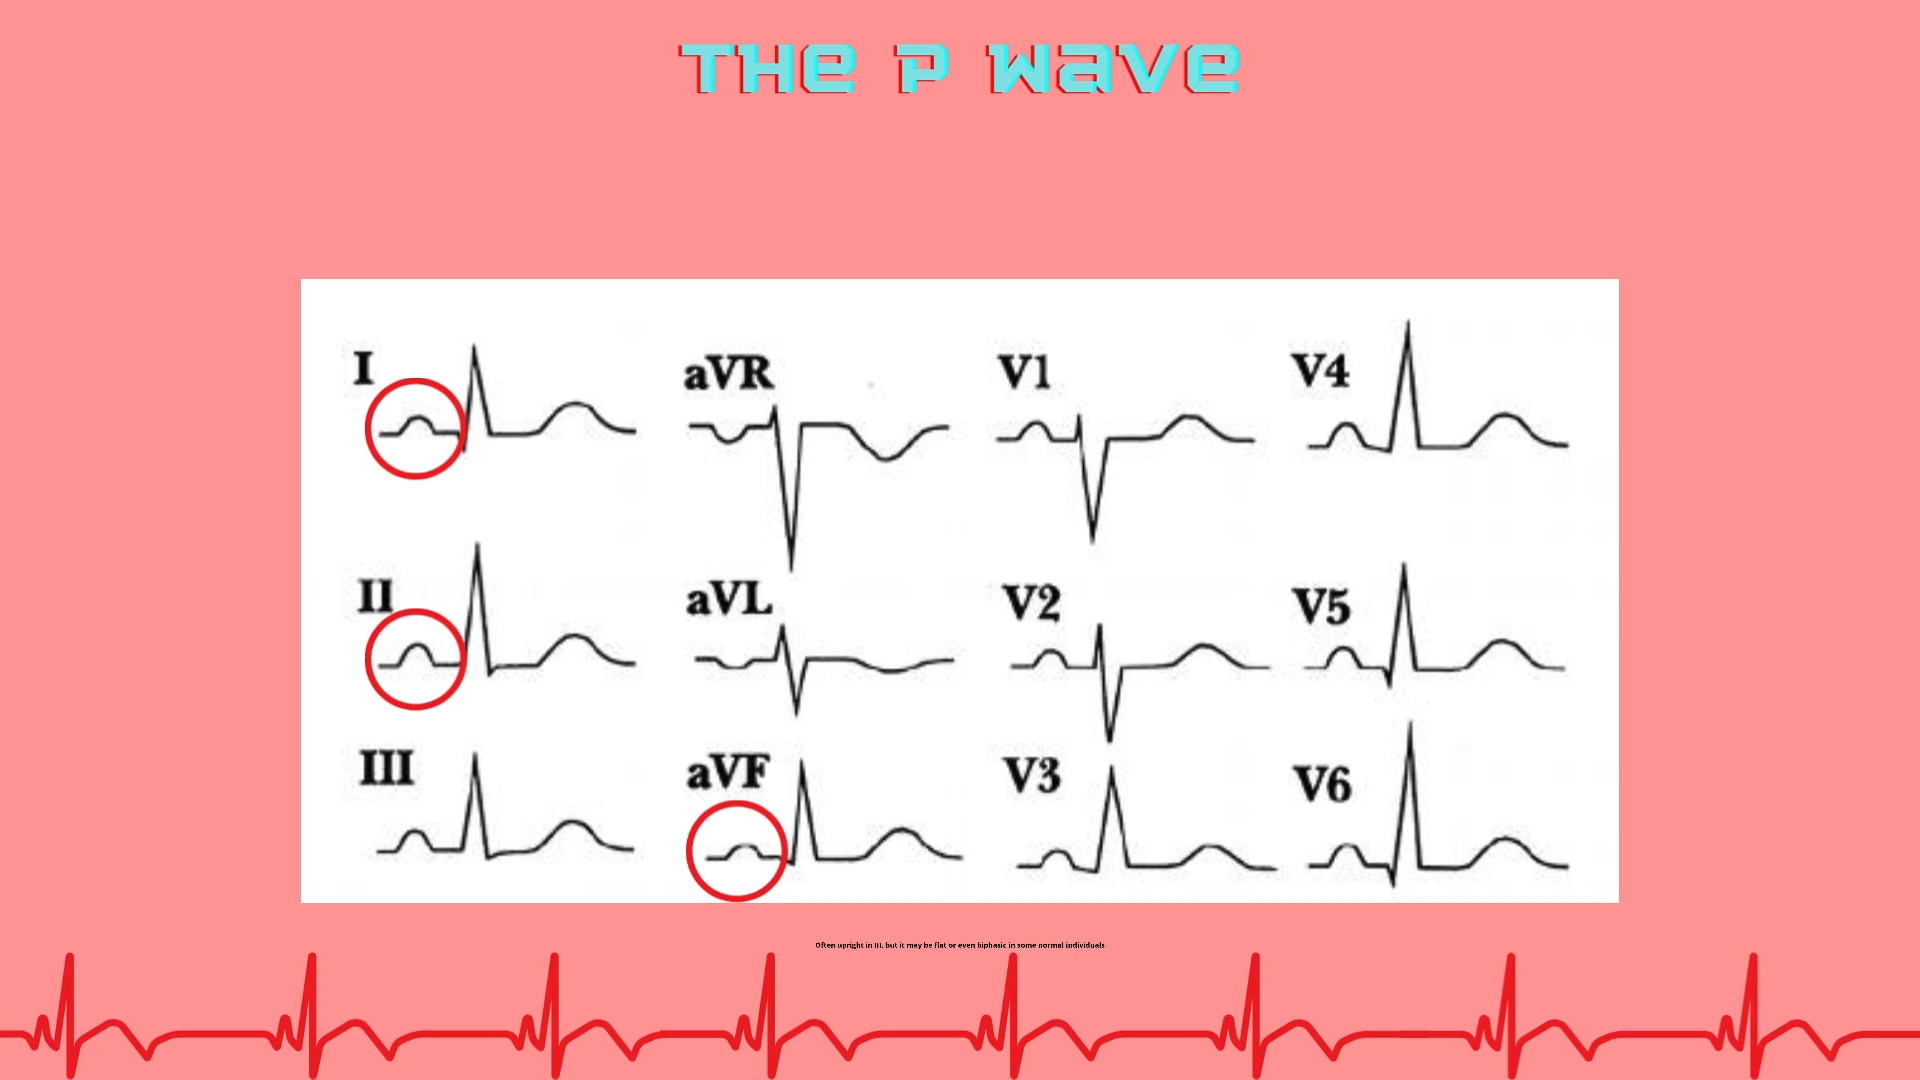 THE P WAVE
I
aVR
V1
V4
II
aVL
V2
V5
III
aVF
V3
V6
Often upright in III, but it may be flat or even biphasic in some normal individuals